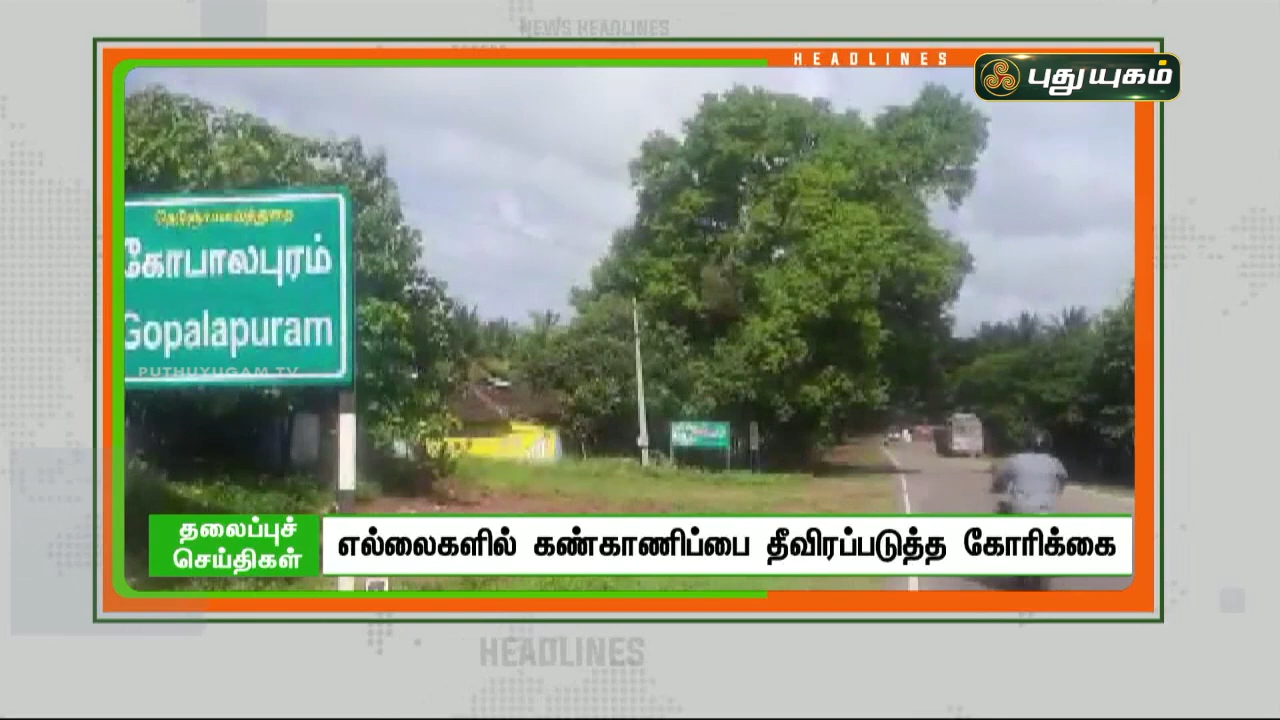 NEWS HEADLINES
HEADLINES
புதுயுகம்
நெடுஞ்சாலைத்துறை
கோபாலபுரம்
Gopalapuram
PUTHUYUGAM TV
தலைப்புச்
செய்திகள்
எல்லைகளில் கண்காணிப்பை தீவிரப்படுத்த கோரிக்கை
HEADLINES